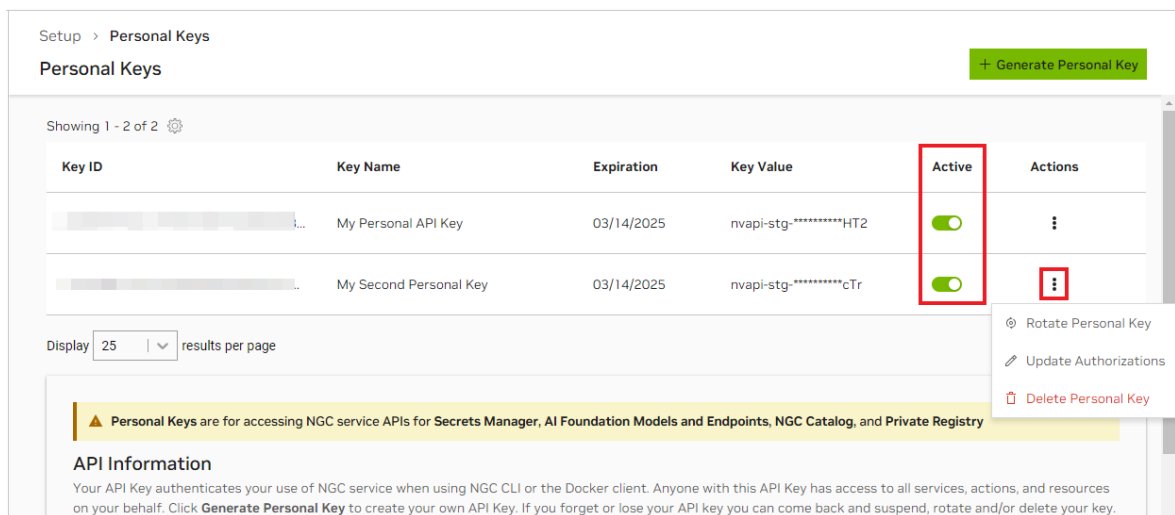 Setup > Personal Keys
Personal Keys
+ Generate Personal Key
Showing 1 - 2 of 2
Key ID Key Name Expiration Key Value Active Actions
... My Personal API Key 03/14/2025 nvapi-stg-**********HT2
.. My Second Personal Key 03/14/2025 nvapi-stg-**********cTr
Rotate Personal Key
Update Authorizations
Delete Personal Key
Display 25 results per page
Personal Keys are for accessing NGC service APIs for Secrets Manager, AI Foundation Models and Endpoints, NGC Catalog, and Private Registry
API Information
Your API Key authenticates your use of NGC service when using NGC CLI or the Docker client. Anyone with this API Key has access to all services, actions, and resources
on your behalf. Click Generate Personal Key to create your own API Key. If you forget or lose your API key you can come back and suspend, rotate and/or delete your key.